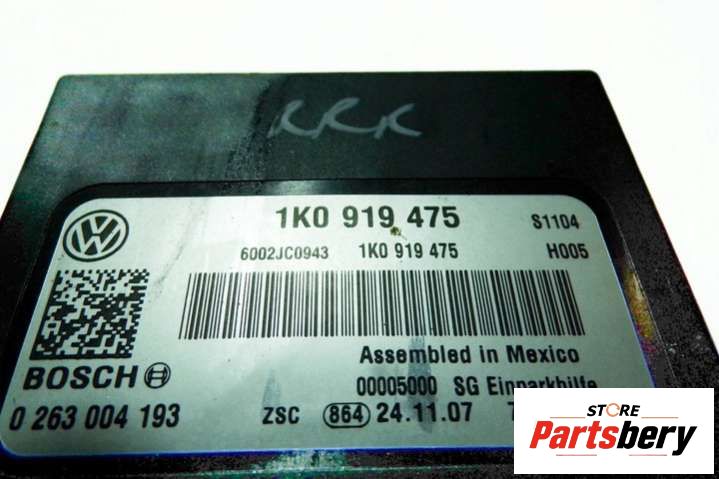 RRK
1K0 919 475 S1104
6002JC0943 1K0 919 475 H005
BOSCH
Assembled in Mexico
00005000 SG Einparkhilfe
0 263 004 193 ZSC 864 24.11.07
STORE
Partsbery